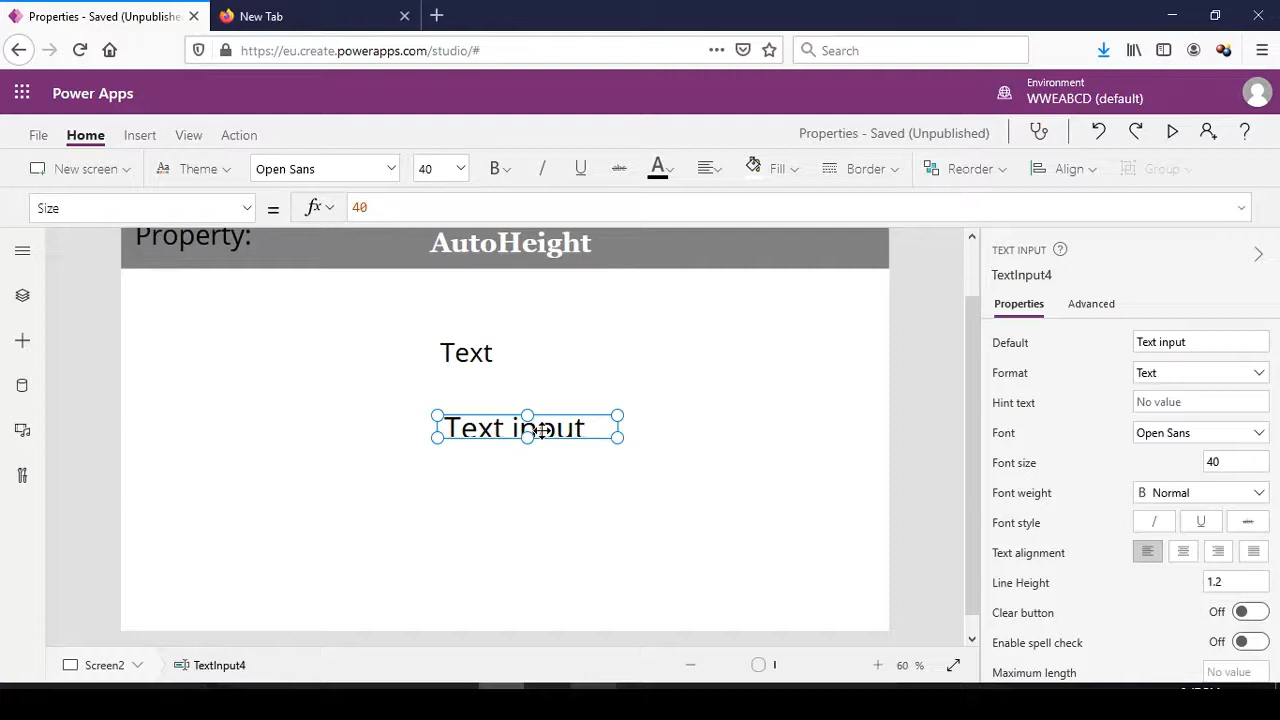 Properties - Saved (Unpublishe
New Tab
https://eu.create.powerapps.com/studio/#
Search
Power Apps
Environment
WWEABCD (default)
File Home Insert View Action
Properties - Saved (Unpublished)
New screen Theme Open Sans 40 B / U abc A Fill Border Reorder Align Group
Size = fx 40
Property: AutoHeight
Text
Text input
TEXT INPUT
TextInput4
Properties Advanced
Default Text input
Format Text
Hint text No value
Font Open Sans
Font size 40
Font weight B Normal
Font style / U abc
Text alignment
Line Height 1.2
Clear button Off
Enable spell check Off
Maximum length No value
Screen2 TextInput4
60 %